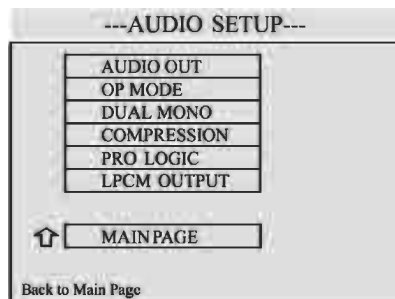 ---AUDIO SETUP---
AUDIO OUT
OP MODE
DUAL MONO
COMPRESSION
PRO LOGIC
LPCM OUTPUT
MAIN PAGE
Back to Main Page